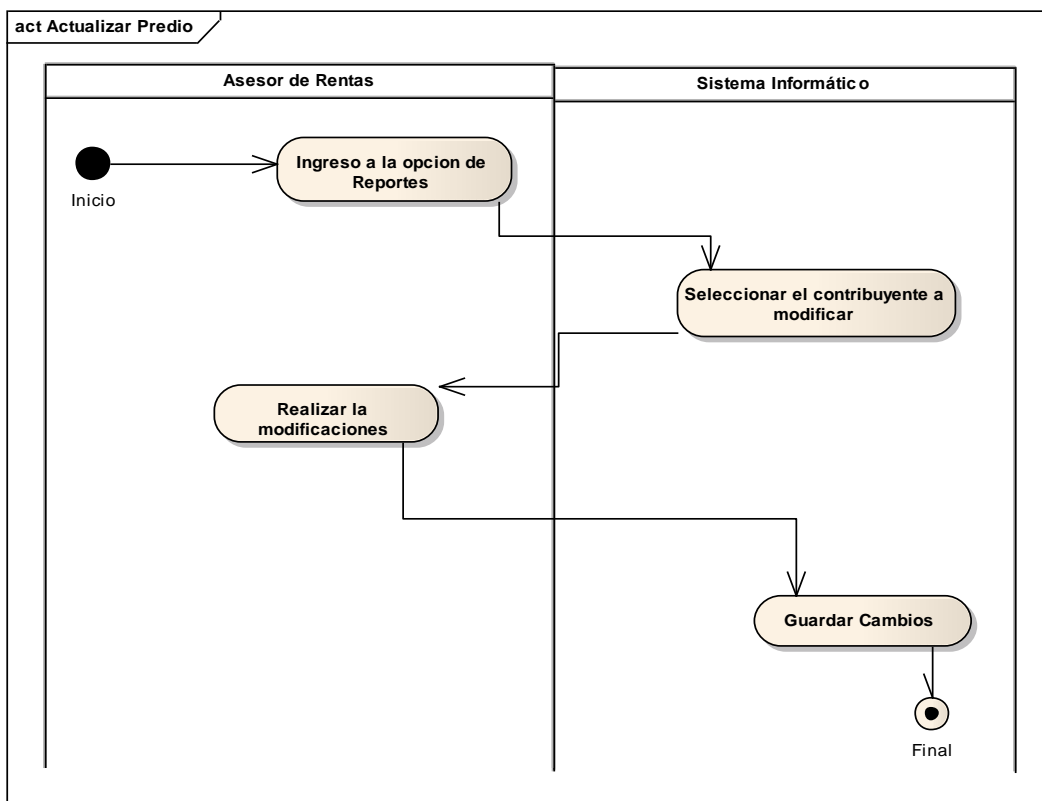 act Actualizar Predio
Asesor de Rentas
Sistema Informático
Inicio
Ingreso a la opcion de
Reportes
Seleccionar el contribuyente a
modificar
Realizar la
modificaciones
Guardar Cambios
Final